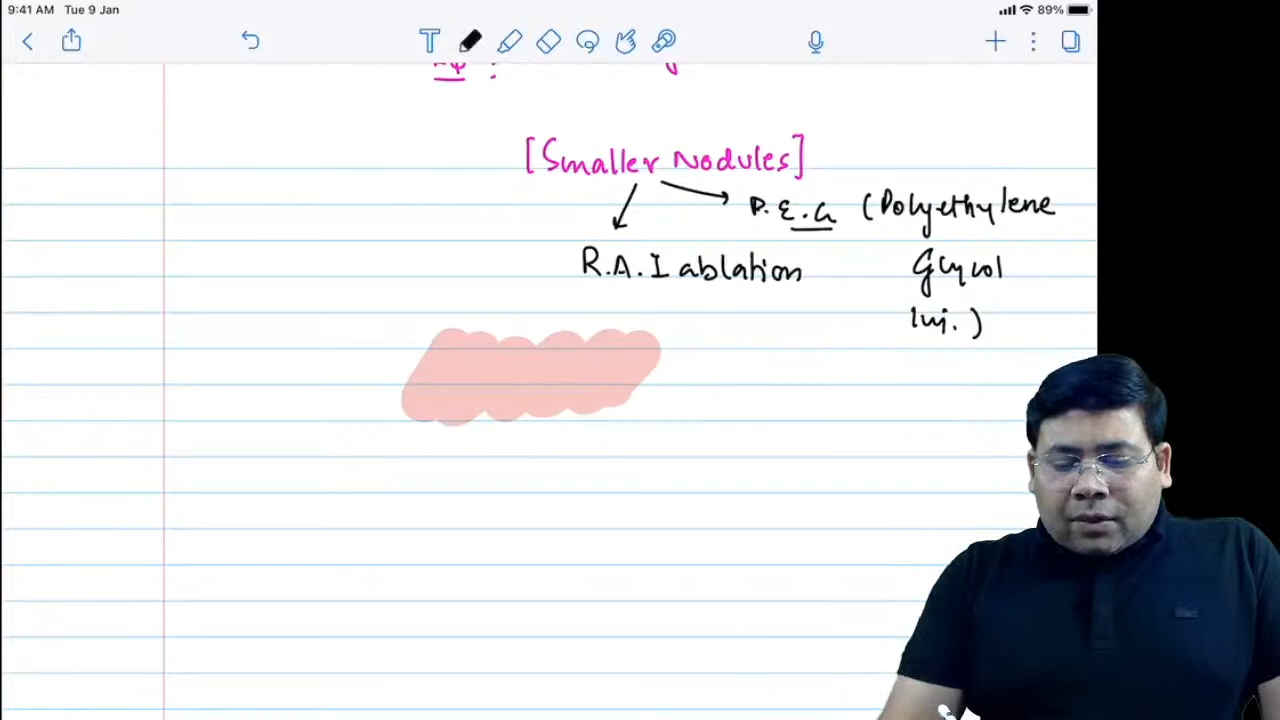 9:41 AM Tue 9 Jan
89%
[Smaller Nodules]
P.E.G (Polyethylene
R.A.I ablation Glycol
Inj.)